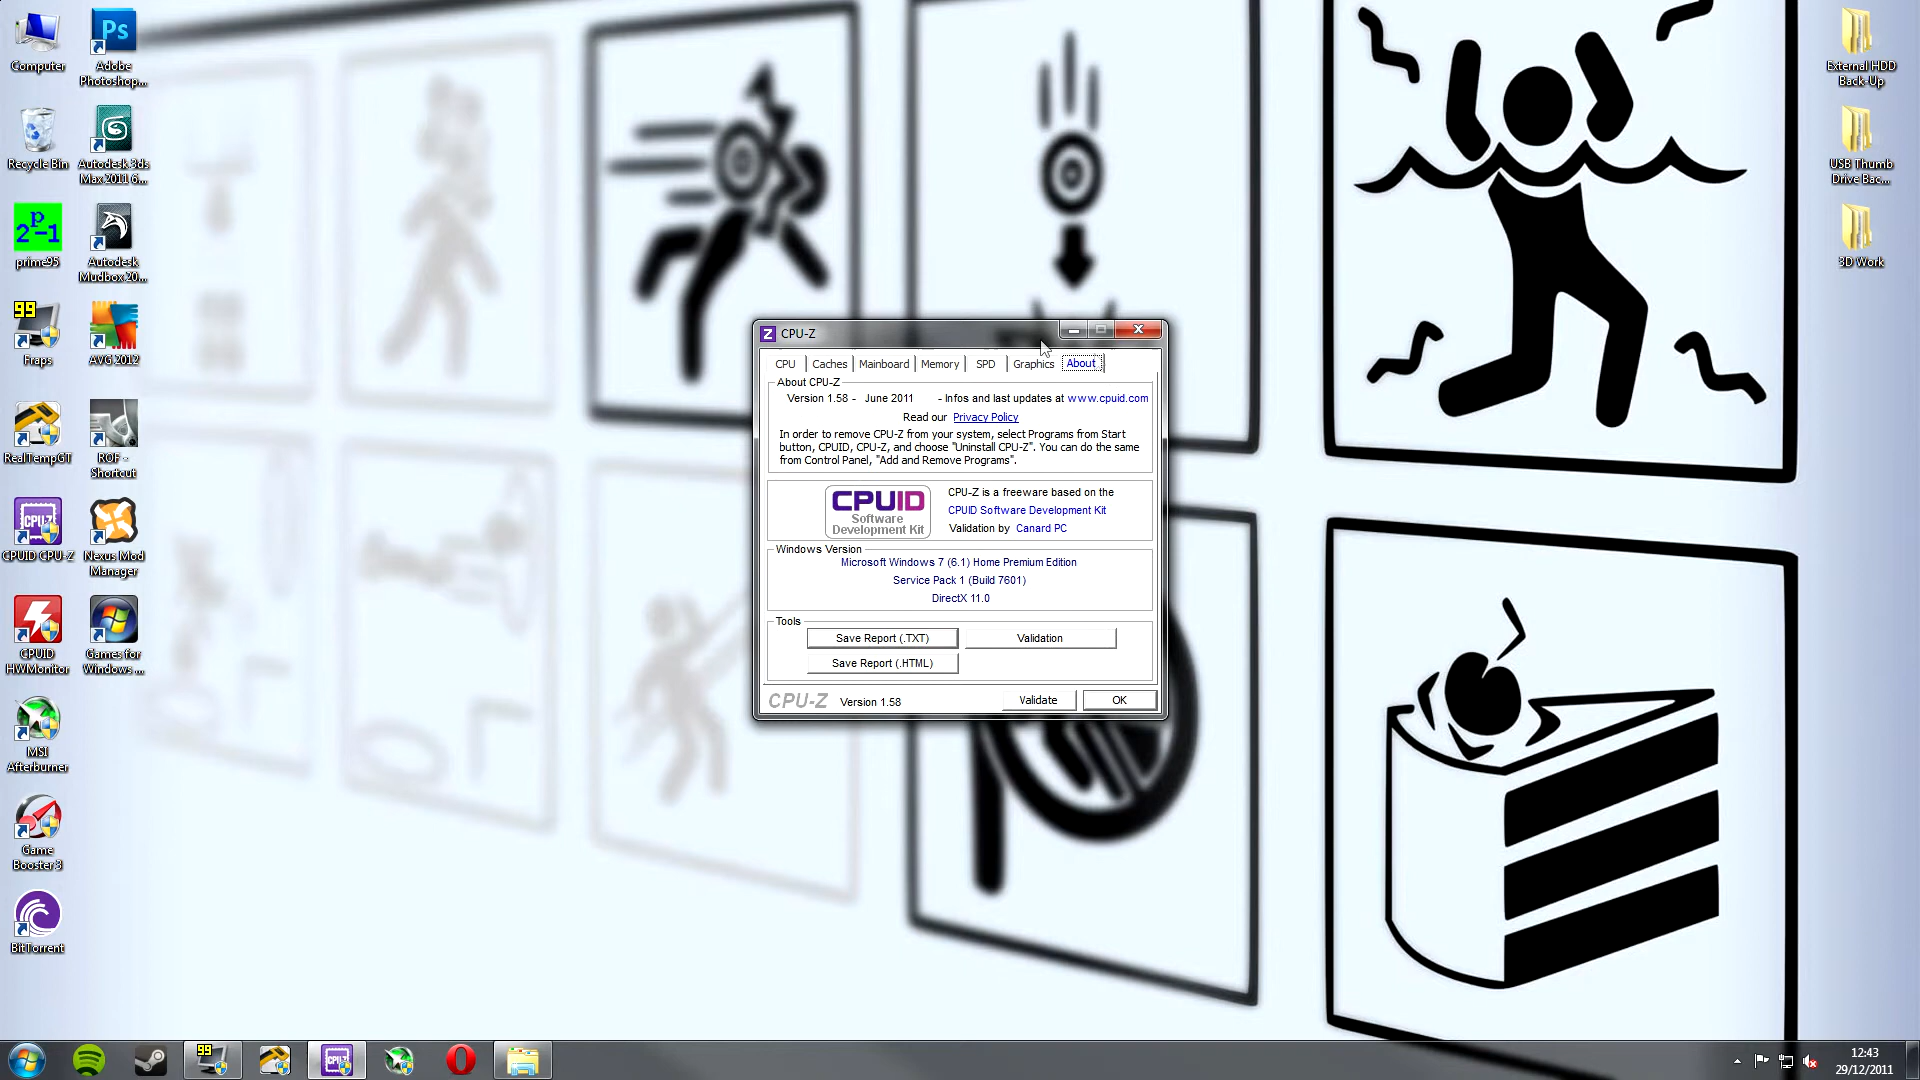 Computer
Recycle Bin
2^p-1
prime95
99
Fraps
RealTempGT
CPU-Z
CPUID CPU-Z
CPUID
HWMonitor
MSI
Afterburner
Game
Booster 3
BitTorrent
Ps
Adobe
Photoshop...
Autodesk 3ds
Max 2011 6...
Autodesk
Mudbox 20...
AVG 2012
ROF -
Shortcut
Nexus Mod
Manager
Games for
Windows ...
External HDD
Back-Up
USB Thumb
Drive Bac...
3D Work
Z CPU-Z
CPU Caches Mainboard Memory SPD Graphics About
About CPU-Z
Version 1.58 - June 2011 - Infos and last updates at www.cpuid.com
Read our Privacy Policy
In order to remove CPU-Z from your system, select Programs from Start
button, CPUID, CPU-Z, and choose "Uninstall CPU-Z". You can do the same
from Control Panel, "Add and Remove Programs".
CPUID
Software
Development Kit
CPU-Z is a freeware based on the
CPUID Software Development Kit
Validation by Canard PC
Windows Version
Microsoft Windows 7 (6.1) Home Premium Edition
Service Pack 1 (Build 7601)
DirectX 11.0
Tools
Save Report (.TXT) Validation
Save Report (.HTML)
CPU-Z Version 1.58 Validate OK
99
CPU-Z
12:43
29/12/2011